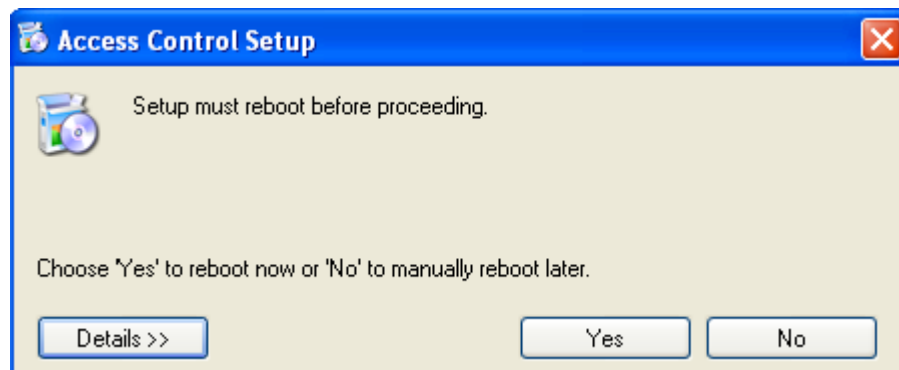 Access Control Setup
Setup must reboot before proceeding.
Choose 'Yes' to reboot now or 'No' to manually reboot later.
Details >>
Yes
No